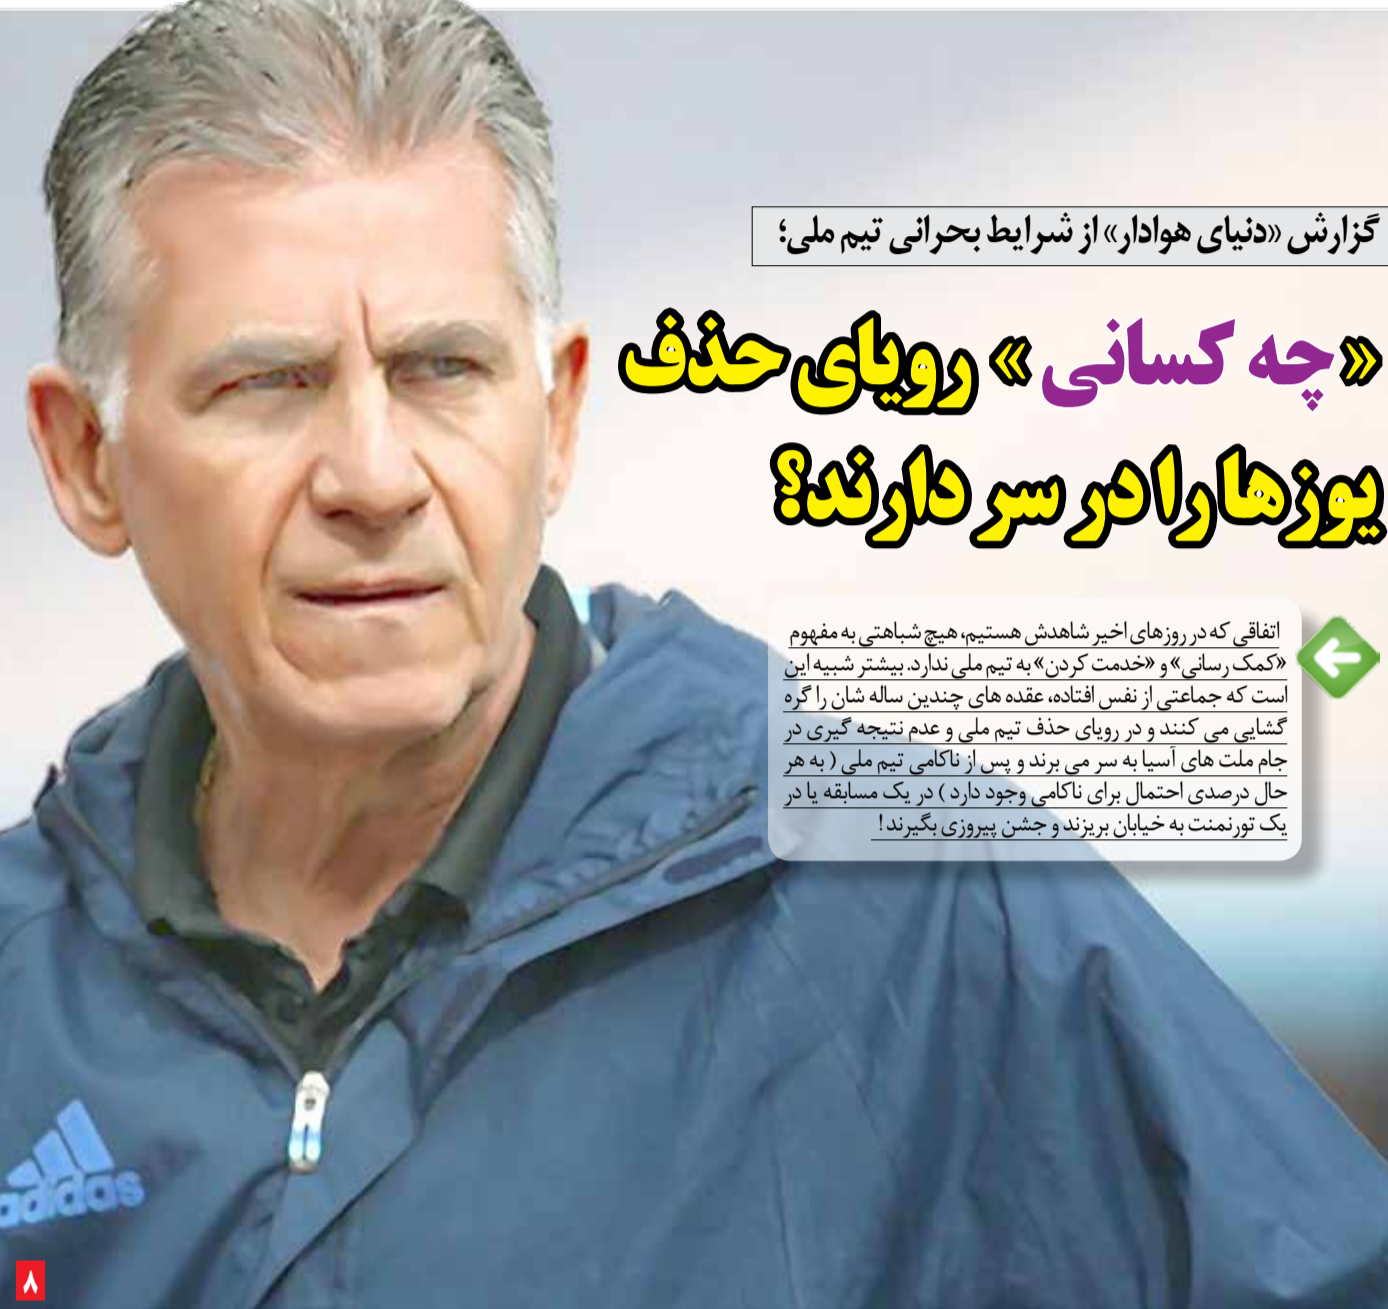 گزارش «دنیای هوادار» از شرایط بحرانی تیم ملی؛
«چه کسانی» رویای حذف
یوزها را در سر دارند؟
اتفاقی که در روزهای اخیر شاهدش هستیم، هیچ شباهتی به مفهوم
«کمک رسانی» و «خدمت کردن» به تیم ملی ندارد. بیشتر شبیه این
است که جماعتی از نفس افتاده، عقده های چندین ساله شان را گره
گشایی می کنند و در رویای حذف تیم ملی و عدم نتیجه گیری در
جام ملت های آسیا به سر می برند و پس از ناکامی تیم ملی ( به هر
حال درصدی احتمال برای ناکامی وجود دارد ) در یک مسابقه یا در
یک تورنمنت به خیابان بریزند و جشن پیروزی بگیرند !
adidas
۸